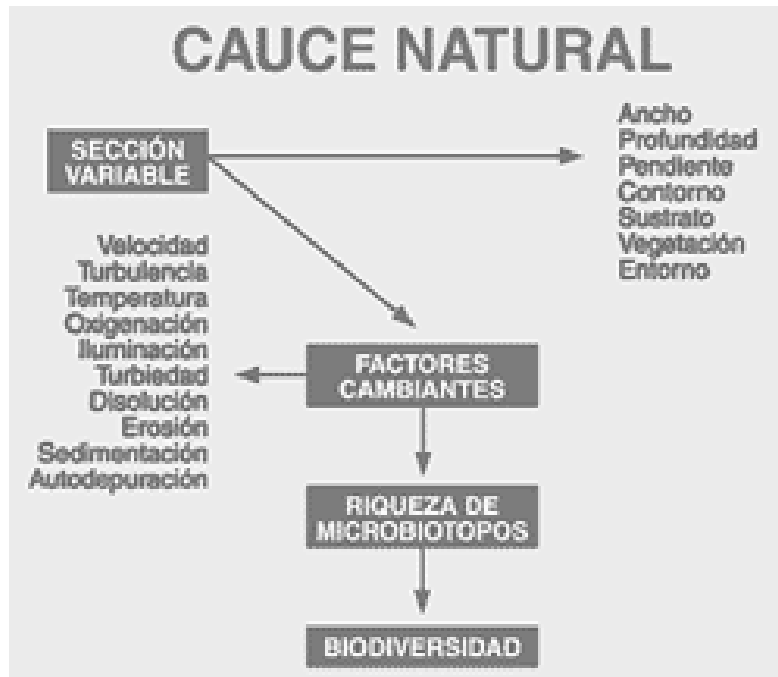 CAUCE NATURAL
SECCIÓN
VARIABLE
Ancho
Profundidad
Pendiente
Contorno
Sustrato
Vegetación
Entorno
Velocidad
Turbulencia
Temperatura
Oxigenación
Iluminación
Turbiedad
Disolución
Erosión
Sedimentación
Autodepuración
FACTORES
CAMBIANTES
RIQUEZA DE
MICROBIOTOPOS
BIODIVERSIDAD